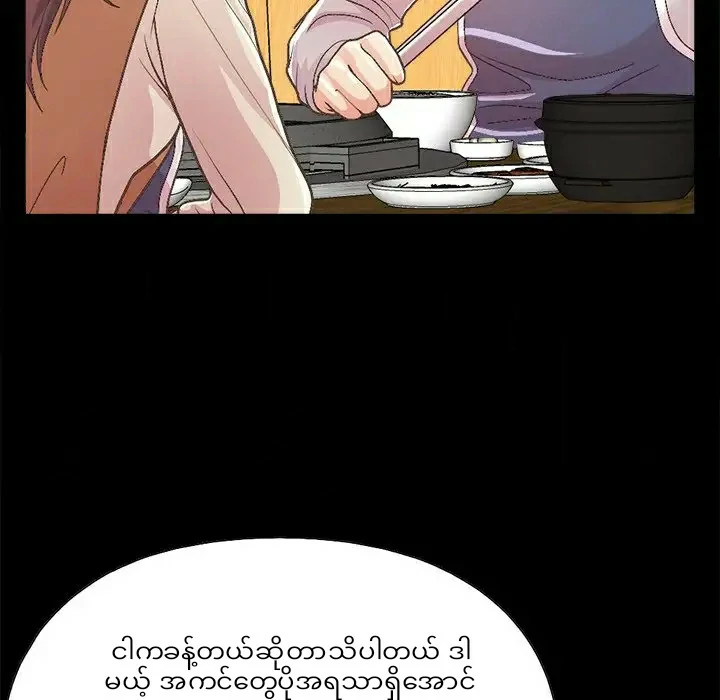 ငါကခန့်တယ်ဆိုတာသိပါတယ် ဒါ
မယ့် အကင်တွေပိုအရသာရှိအောင်